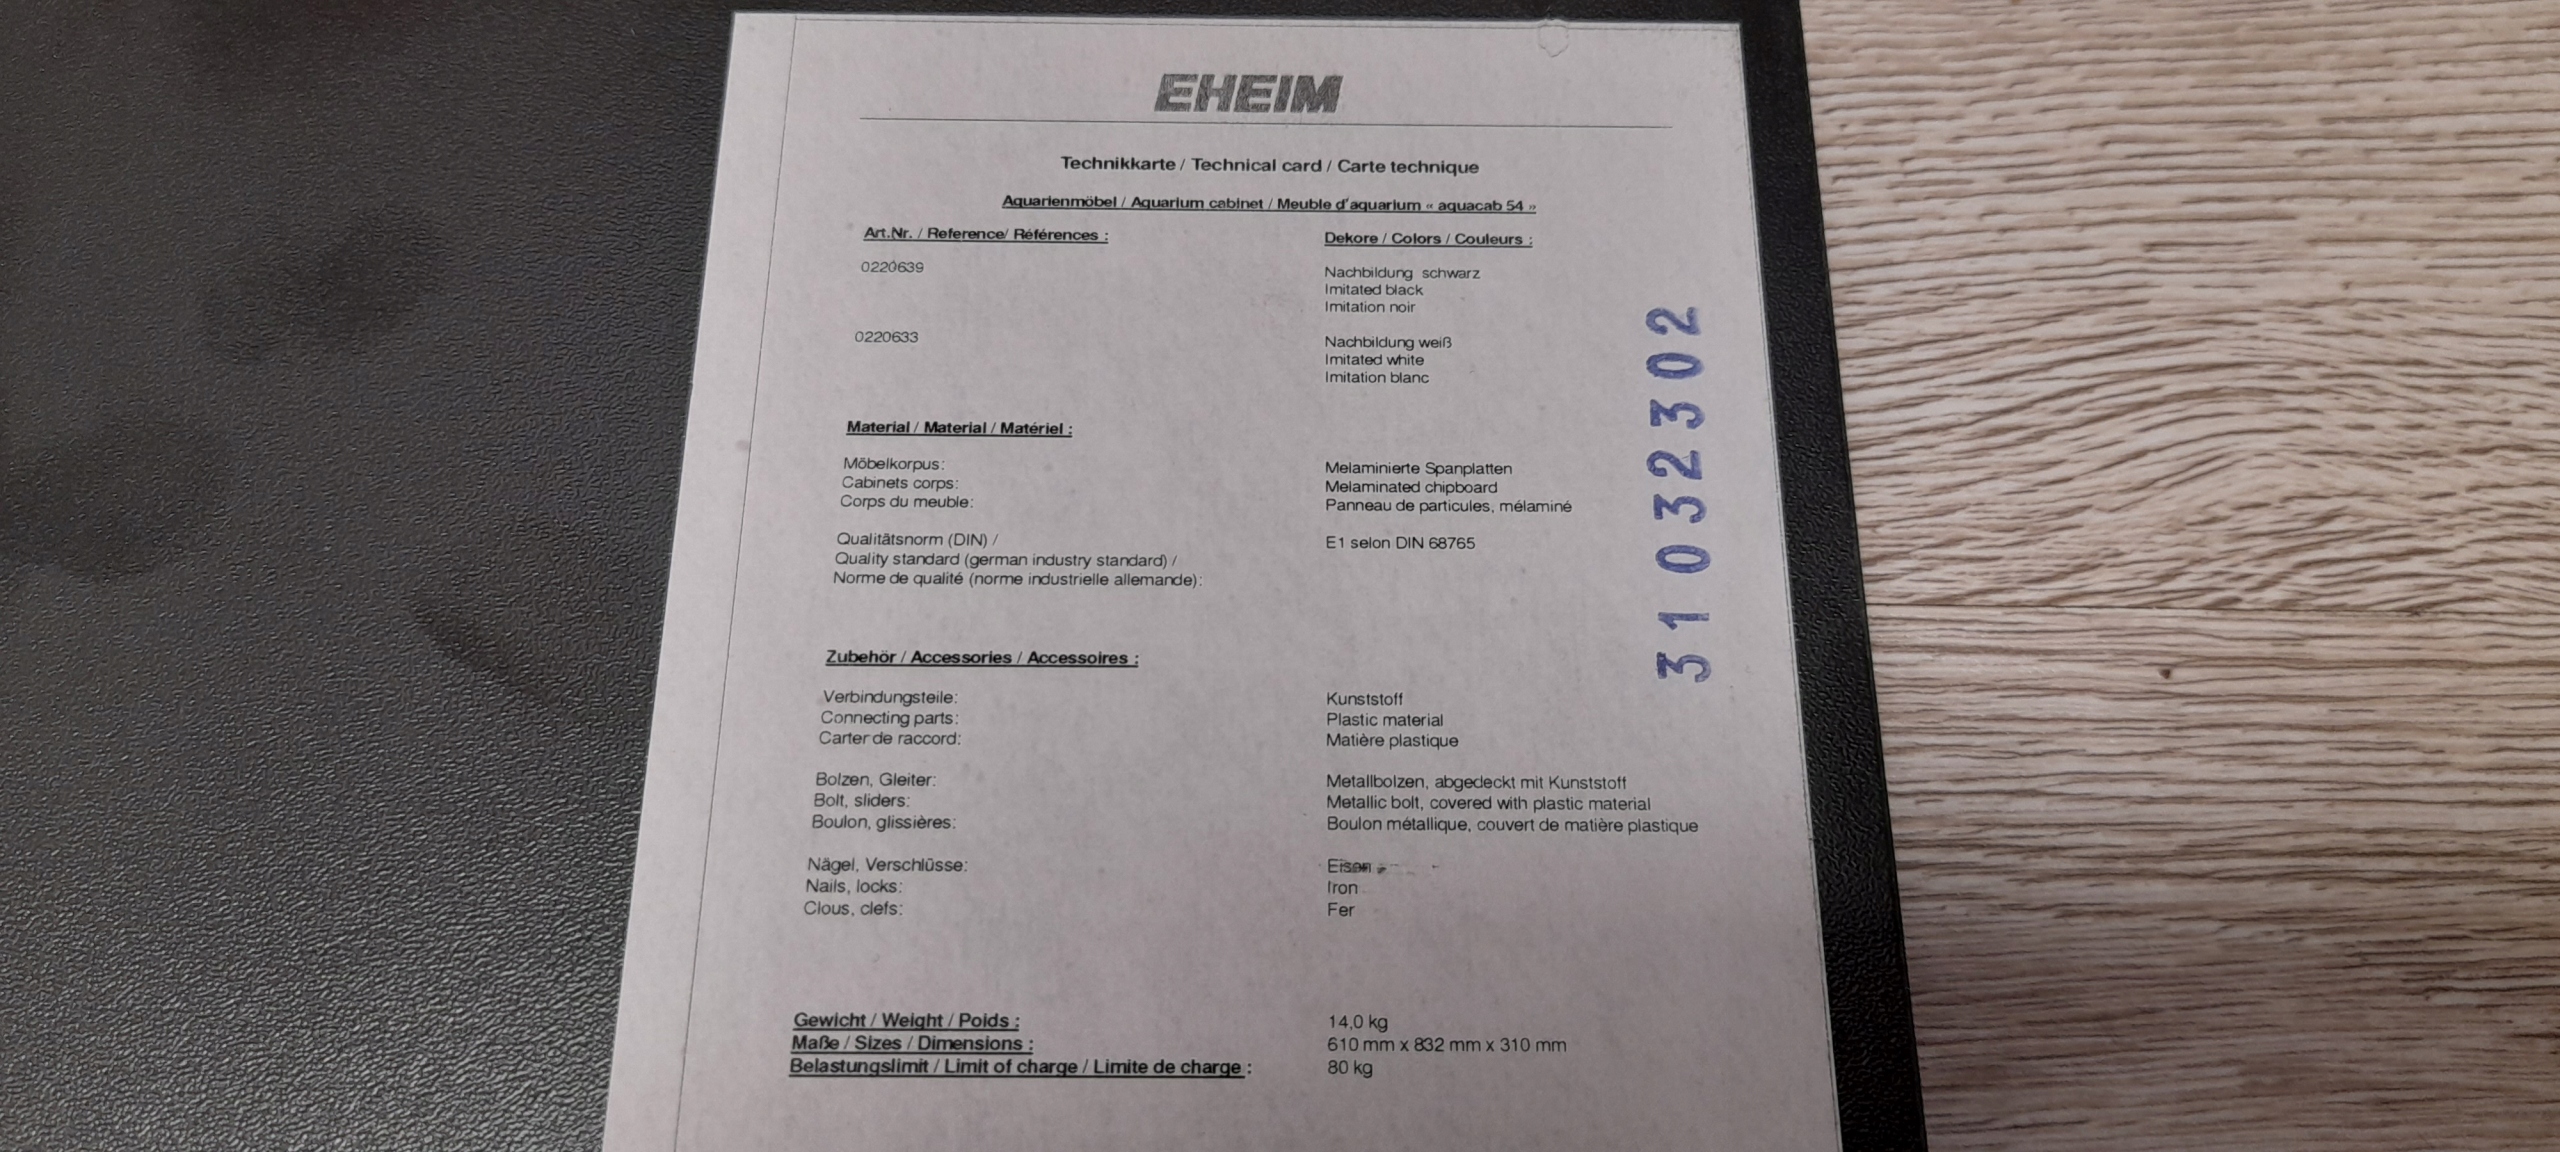 EHEIM
Technikkarte / Technical card / Carte technique
Aquarienmöbel / Aquarium cabinet / Meuble d'aquarium « aquacab 54 »
Art.Nr. / Reference/ Références : Dekore / Colors / Couleurs :
0220639 Nachbildung schwarz
Imitated black
Imitation noir
0220633 Nachbildung weiß
Imitated white
Imitation blanc
Material / Material / Matériel :
Möbelkorpus: Melaminierte Spanplatten
Cabinets corps: Melaminated chipboard
Corps du meuble: Panneau de particules, mélaminé
Qualitätsnorm (DIN) / E1 selon DIN 68765
Quality standard (german industry standard) /
Norme de qualité (norme industrielle allemande):
Zubehör / Accessories / Accessoires :
Verbindungsteile: Kunststoff
Connecting parts: Plastic material
Carter de raccord: Matière plastique
Bolzen, Gleiter: Metallbolzen, abgedeckt mit Kunststoff
Bolt, sliders: Metallic bolt, covered with plastic material
Boulon, glissières: Boulon métallique, couvert de matière plastique
Nägel, Verschlüsse: Eisen
Nails, locks: Iron
Clous, clefs: Fer
Gewicht / Weight / Poids : 14,0 kg
Maße / Sizes / Dimensions : 610 mm x 832 mm x 310 mm
Belastungslimit / Limit of charge / Limite de charge : 80 kg
31032302